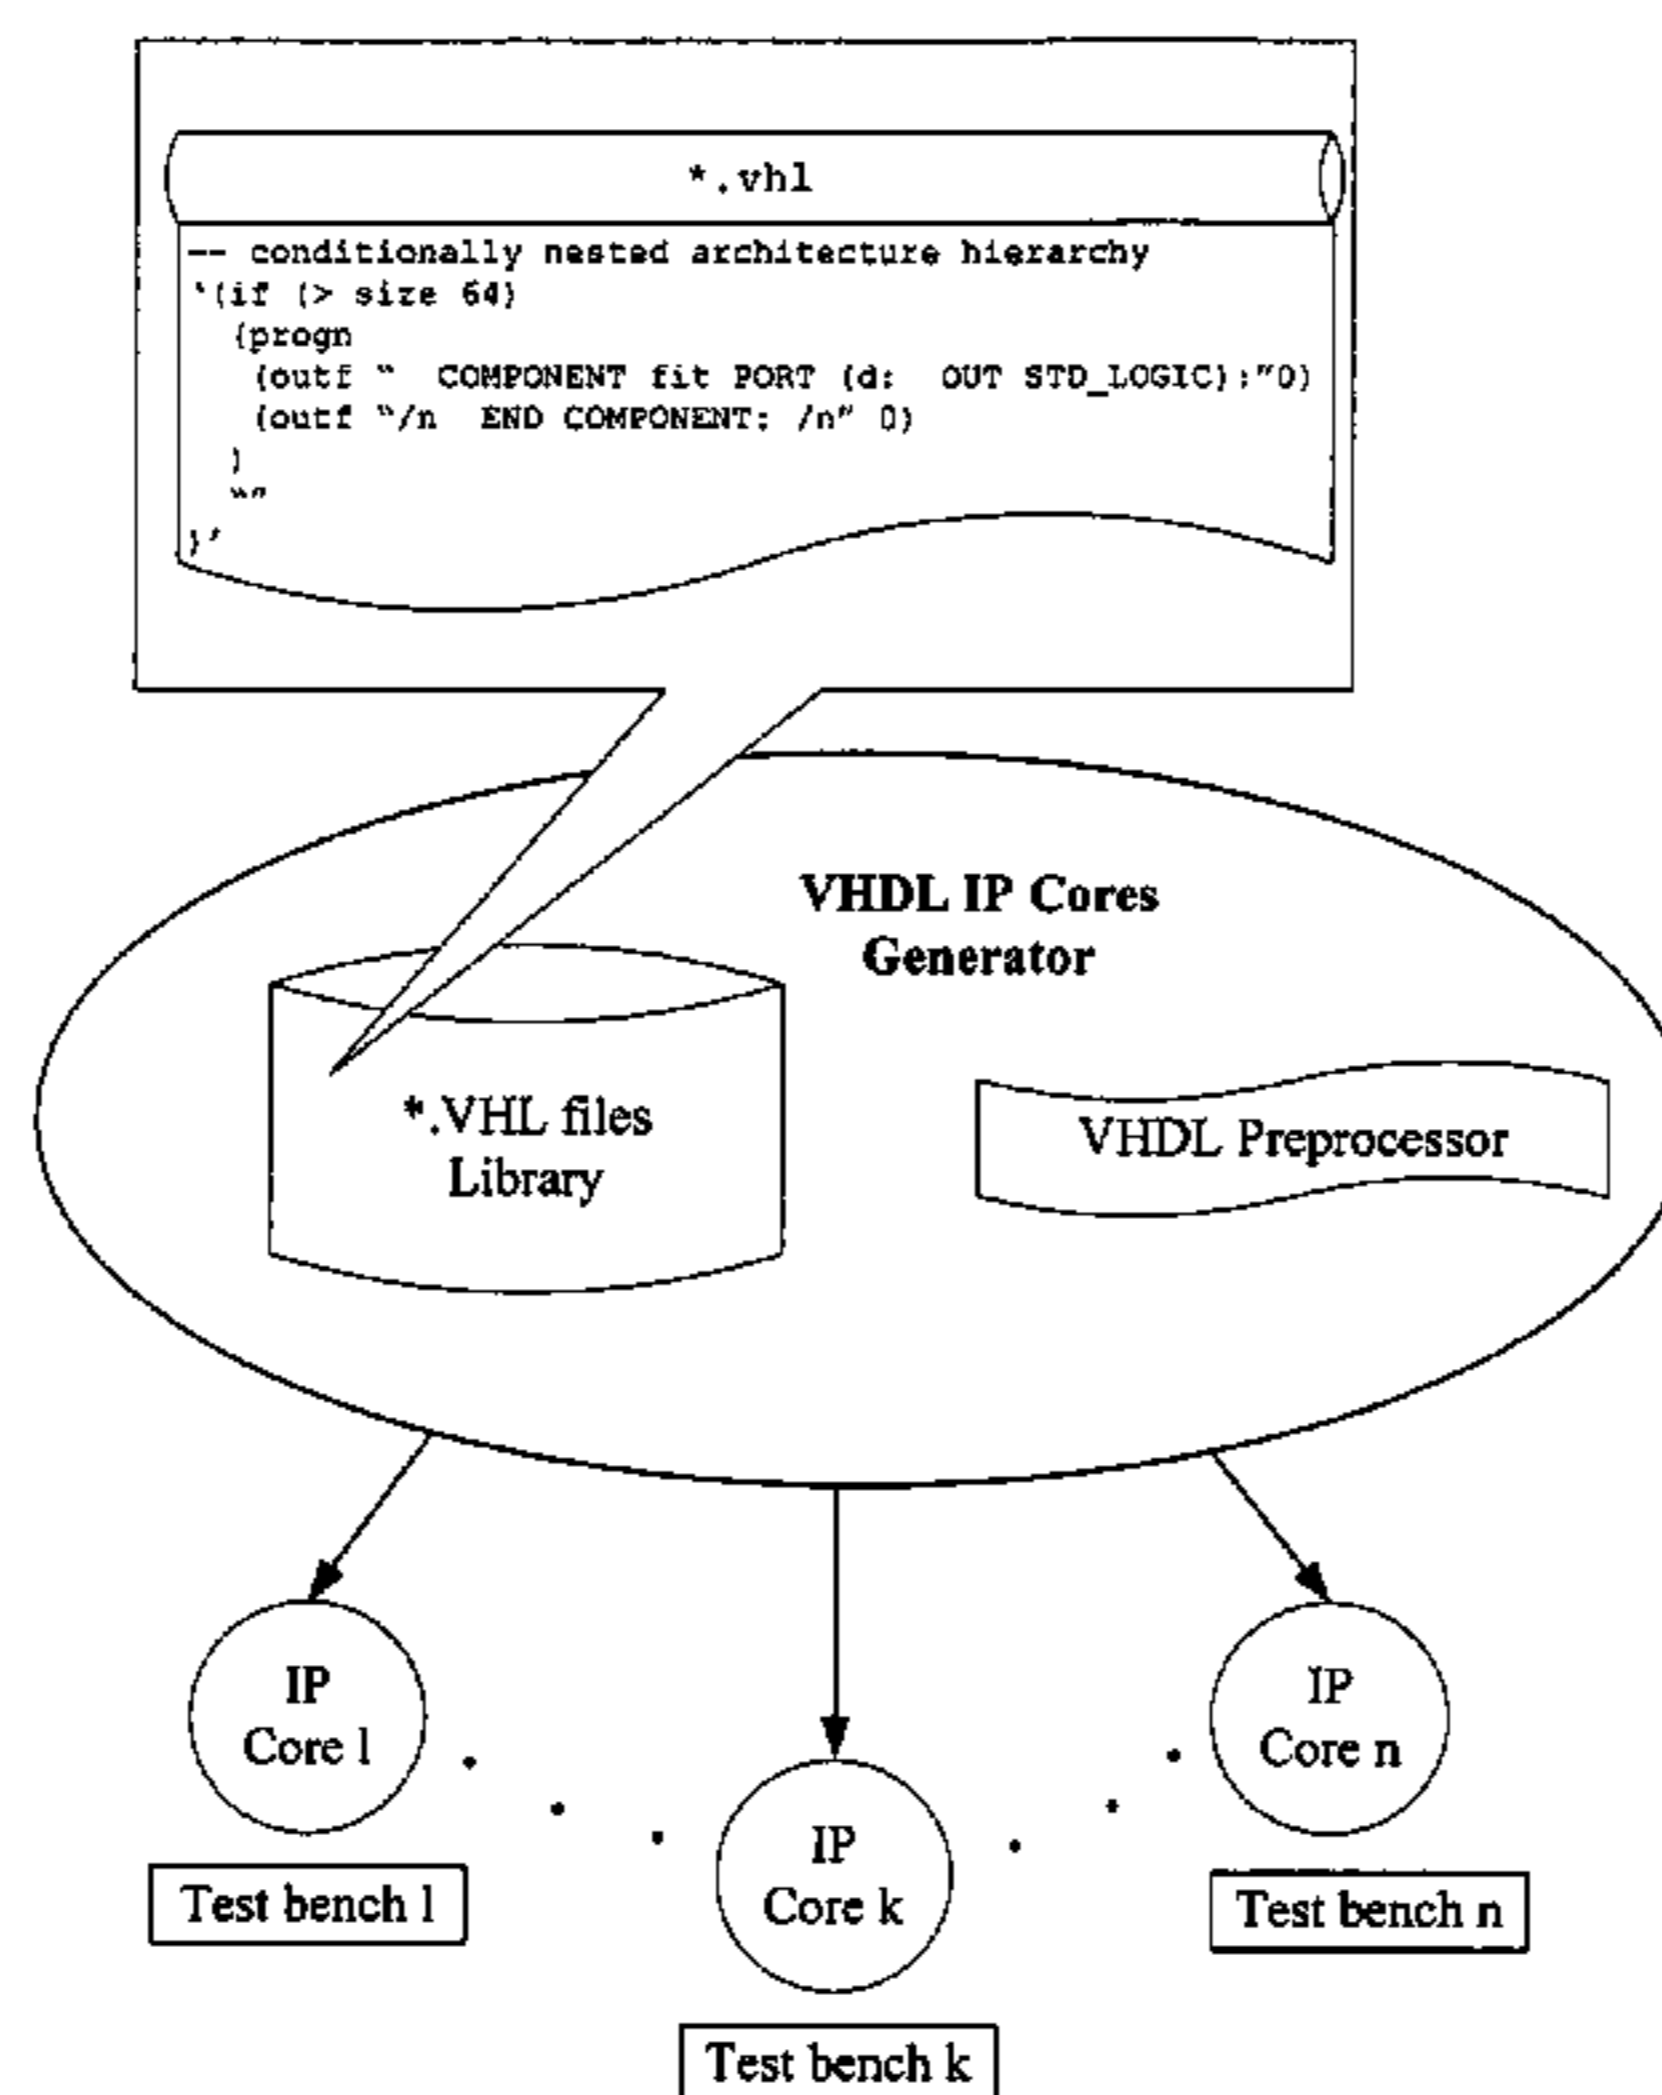 *.vhl
-- conditionally nested architecture hierarchy
‘(if (> size 64)
(progn
(outf “ COMPONENT fit PORT (d: OUT STD_LOGIC);”0)
(outf “/n END COMPONENT; /n” 0)
)
“”
)’
VHDL IP Cores
Generator
*.VHL files
Library
VHDL Preprocessor
IP
Core l
IP
Core k
IP
Core n
Test bench l
Test bench k
Test bench n